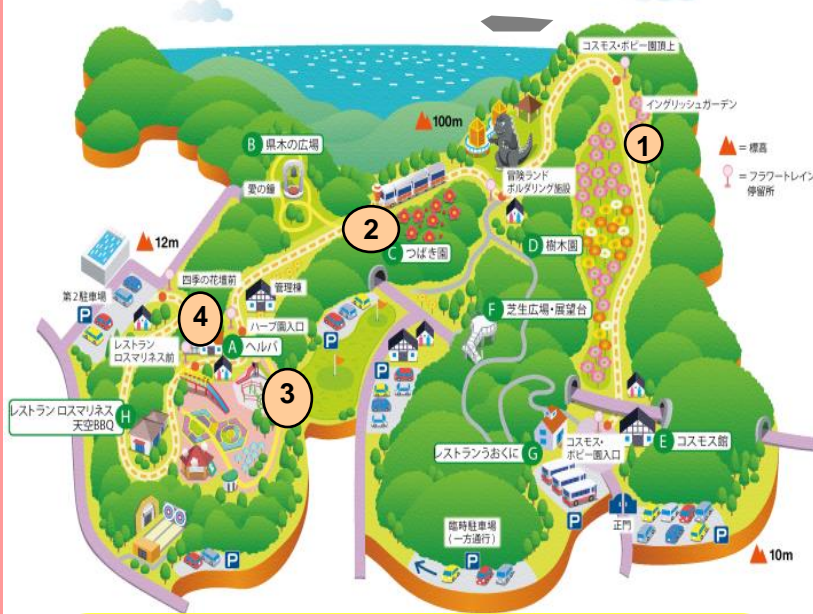 コスモス・ポピー園頂上
イングリッシュガーデン
1
= 標高
= フラワートレイン
停留所
100m
B 県木の広場
愛の鐘
冒険ランド
ボルダリング施設
2
C つばき園
D 樹木園
12m
四季の花壇前
第2駐車場
P
管理棟
4
ハーブ園入口
P
F 芝生広場・展望台
レストラン
ロスマリネス前
A ヘルバ
3
P
レストラン ロスマリネス
天空BBQ
H
レストランうおくに G
コスモス・
ポピー園入口
E コスモス館
P
正門
P
臨時駐車場
(一方通行)
P
P
10m